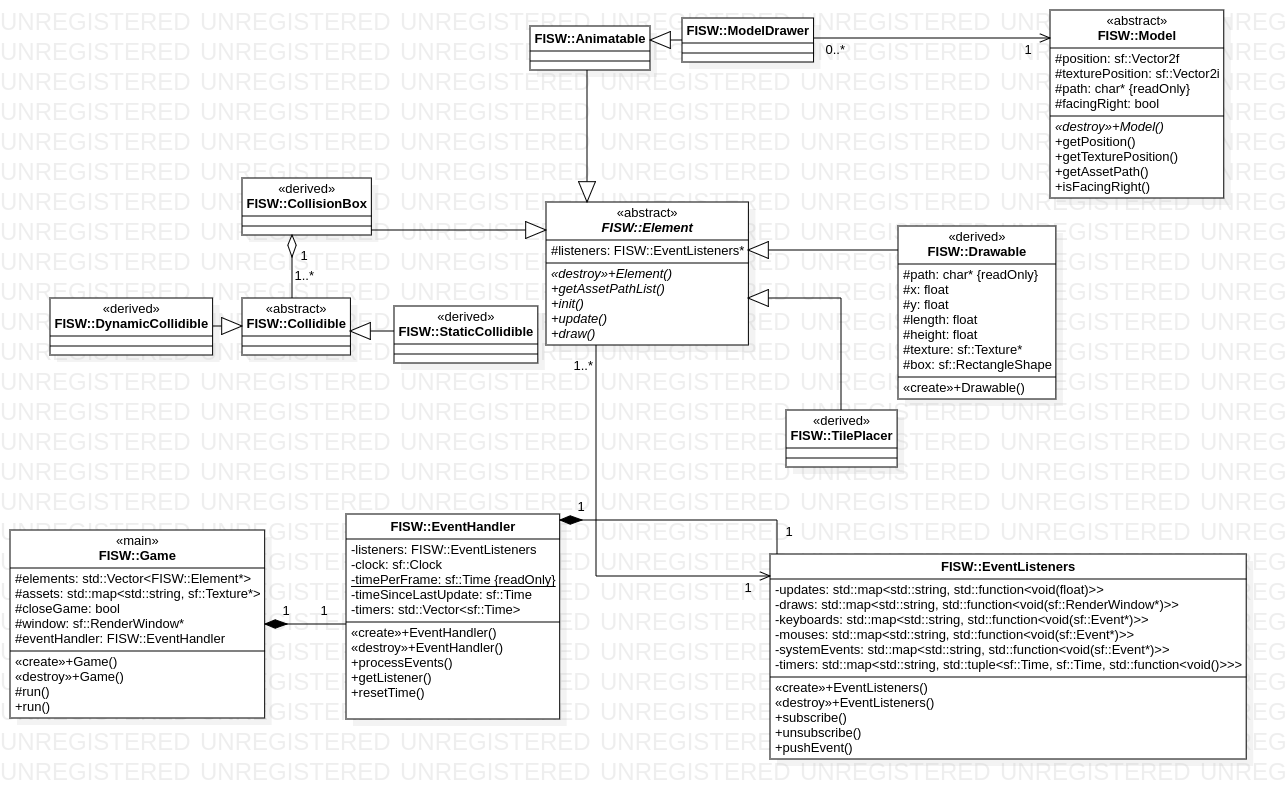 FISW::Animatable
FISW::ModelDrawer
0..*
1
«abstract»
FISW::Model
#position: sf::Vector2f
#texturePosition: sf::Vector2i
#path: char* {readOnly}
#facingRight: bool
«destroy»+Model()
+getPosition()
+getTexturePosition()
+getAssetPath()
+isFacingRight()
«derived»
FISW::CollisionBox
1
1..*
«derived»
FISW::DynamicCollidible
«abstract»
FISW::Collidible
«derived»
FISW::StaticCollidible
«abstract»
FISW::Element
#listeners: FISW::EventListeners*
«destroy»+Element()
+getAssetPathList()
+init()
+update()
+draw()
1..*
«derived»
FISW::Drawable
#path: char* {readOnly}
#x: float
#y: float
#length: float
#height: float
#texture: sf::Texture*
#box: sf::RectangleShape
«create»+Drawable()
«derived»
FISW::TilePlacer
«main»
FISW::Game
#elements: std::Vector<FISW::Element*>
#assets: std::map<std::string, sf::Texture*>
#closeGame: bool
#window: sf::RenderWindow*
#eventHandler: FISW::EventHandler
«create»+Game()
«destroy»+Game()
#run()
+run()
1
1
FISW::EventHandler
-listeners: FISW::EventListeners
-clock: sf::Clock
-timePerFrame: sf::Time {readOnly}
-timeSinceLastUpdate: sf::Time
-timers: std::Vector<sf::Time>
«create»+EventHandler()
«destroy»+EventHandler()
+processEvents()
+getListener()
+resetTime()
1
1
1
FISW::EventListeners
-updates: std::map<std::string, std::function<void(float)>>
-draws: std::map<std::string, std::function<void(sf::RenderWindow*)>>
-keyboards: std::map<std::string, std::function<void(sf::Event*)>>
-mouses: std::map<std::string, std::function<void(sf::Event*)>>
-systemEvents: std::map<std::string, std::function<void(sf::Event*)>>
-timers: std::map<std::string, std::tuple<sf::Time, sf::Time, std::function<void()>>>
«create»+EventListeners()
«destroy»+EventListeners()
+subscribe()
+unsubscribe()
+pushEvent()